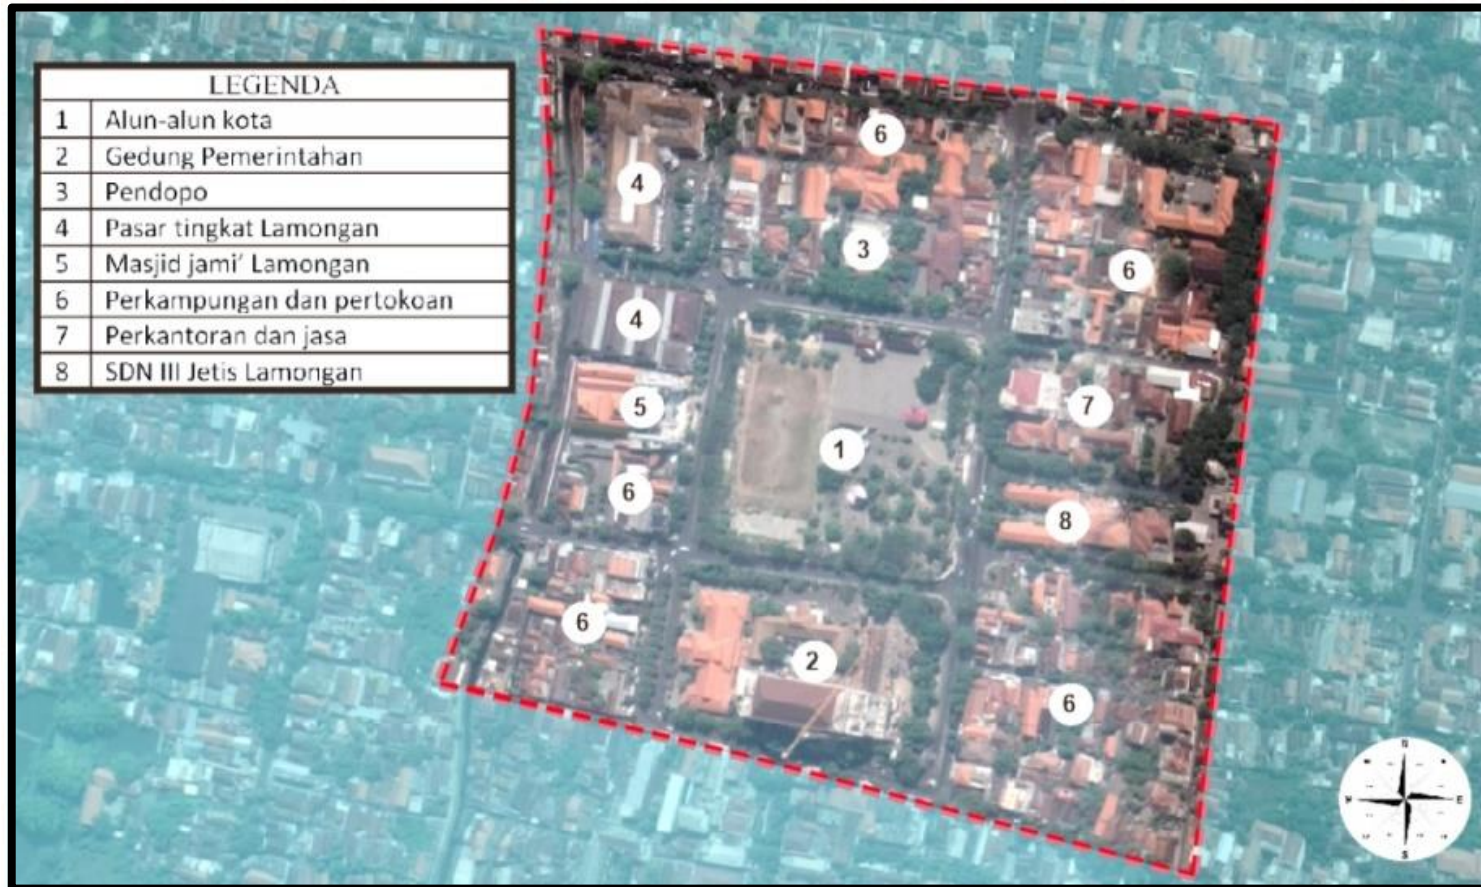 LEGENDA
1 Alun-alun kota
2 Gedung Pemerintahan
3 Pendopo
4 Pasar tingkat Lamongan
5 Masjid jami’ Lamongan
6 Perkampungan dan pertokoan
7 Perkantoran dan jasa
8 SDN III Jetis Lamongan
6
4
3
6
4
7
5
1
6
8
6
2
6
E
S